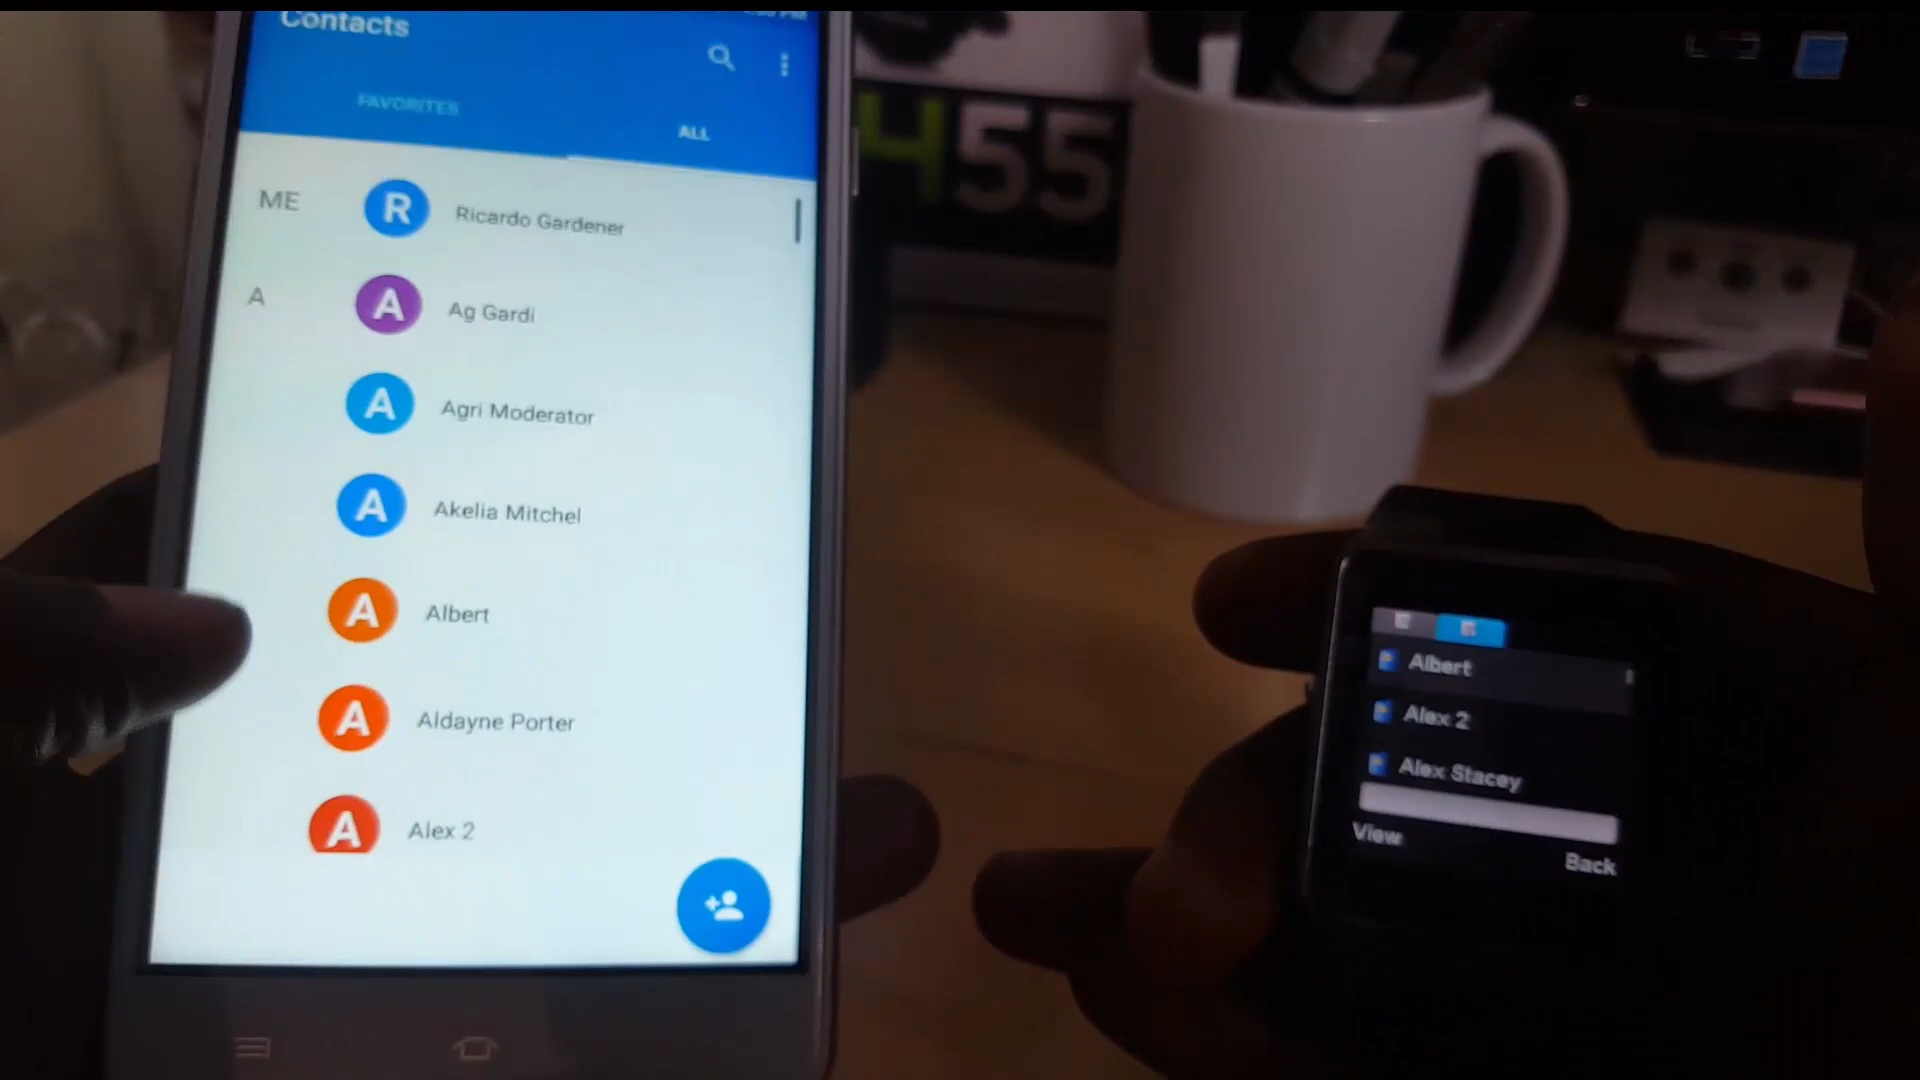 Contacts
FAVORITES
ALL
ME
R
Ricardo Gardener
A
A
Ag Gardi
A
Agri Moderator
A
Akelia Mitchel
A
Albert
A
Aldayne Porter
A
Alex 2
455
Albert
Alex 2
Alex Stacey
View
Back